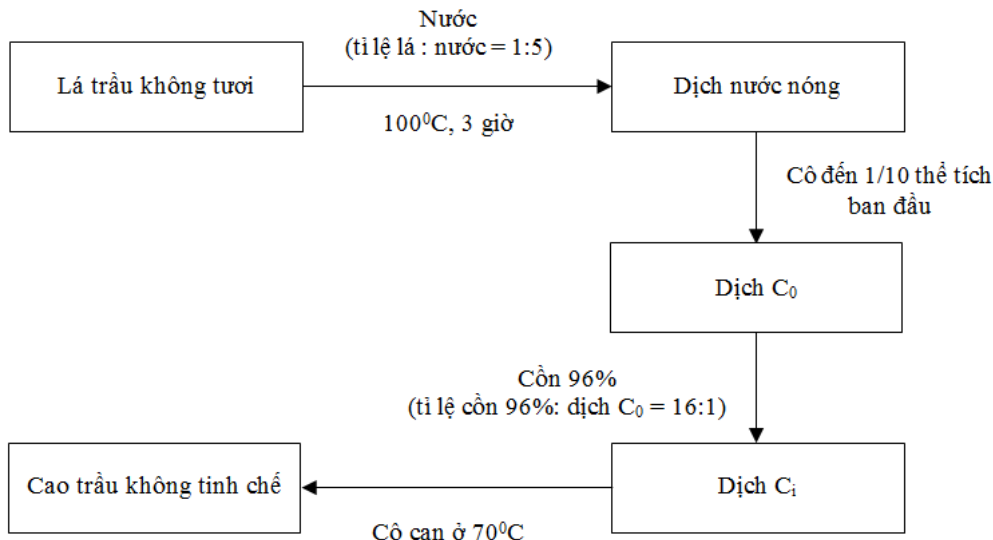 Nước
(tỉ lệ lá : nước = 1:5)
Lá trầu không tươi
Dịch nước nóng
100⁰C, 3 giờ
Cô đến 1/10 thể tích
ban đầu
Dịch C₀
Cồn 96%
(tỉ lệ cồn 96%: dịch C₀ = 16:1)
Cao trầu không tinh chế
Dịch Cᵢ
Cô cạn ở 70⁰C